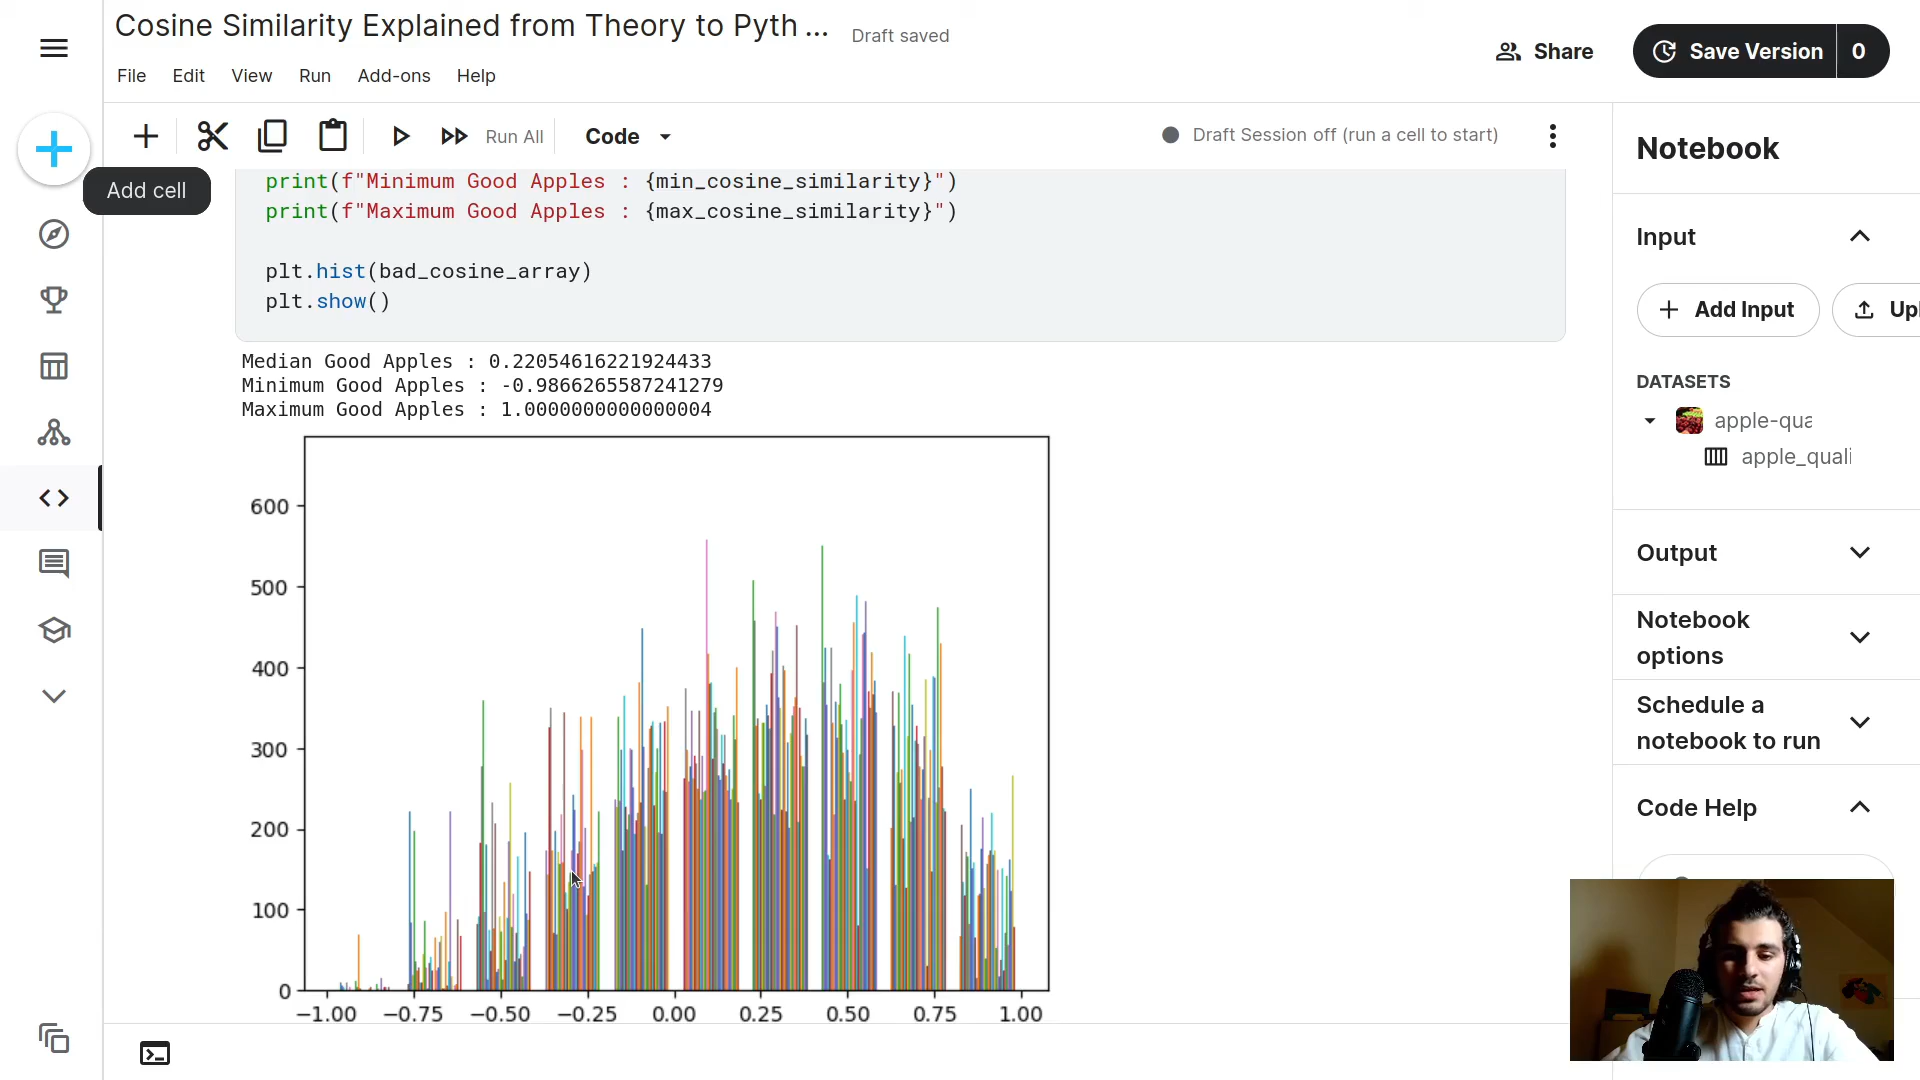 Cosine Similarity Explained from Theory to Pyth ...
Draft saved
File Edit View Run Add-ons Help
Share
Save Version 0
Add cell
Run All
Code
Draft Session off (run a cell to start)
print(f"Minimum Good Apples : {min_cosine_similarity}")
print(f"Maximum Good Apples : {max_cosine_similarity}")
plt.hist(bad_cosine_array)
plt.show()
Median Good Apples : 0.22054616221924433
Minimum Good Apples : -0.9866265587241279
Maximum Good Apples : 1.0000000000000004
600
500
400
300
200
100
0
−1.00 −0.75 −0.50 −0.25 0.00 0.25 0.50 0.75 1.00
Notebook
Input
Add Input
Upl
DATASETS
apple-qua
apple_quali
Output
Notebook
options
Schedule a
notebook to run
Code Help